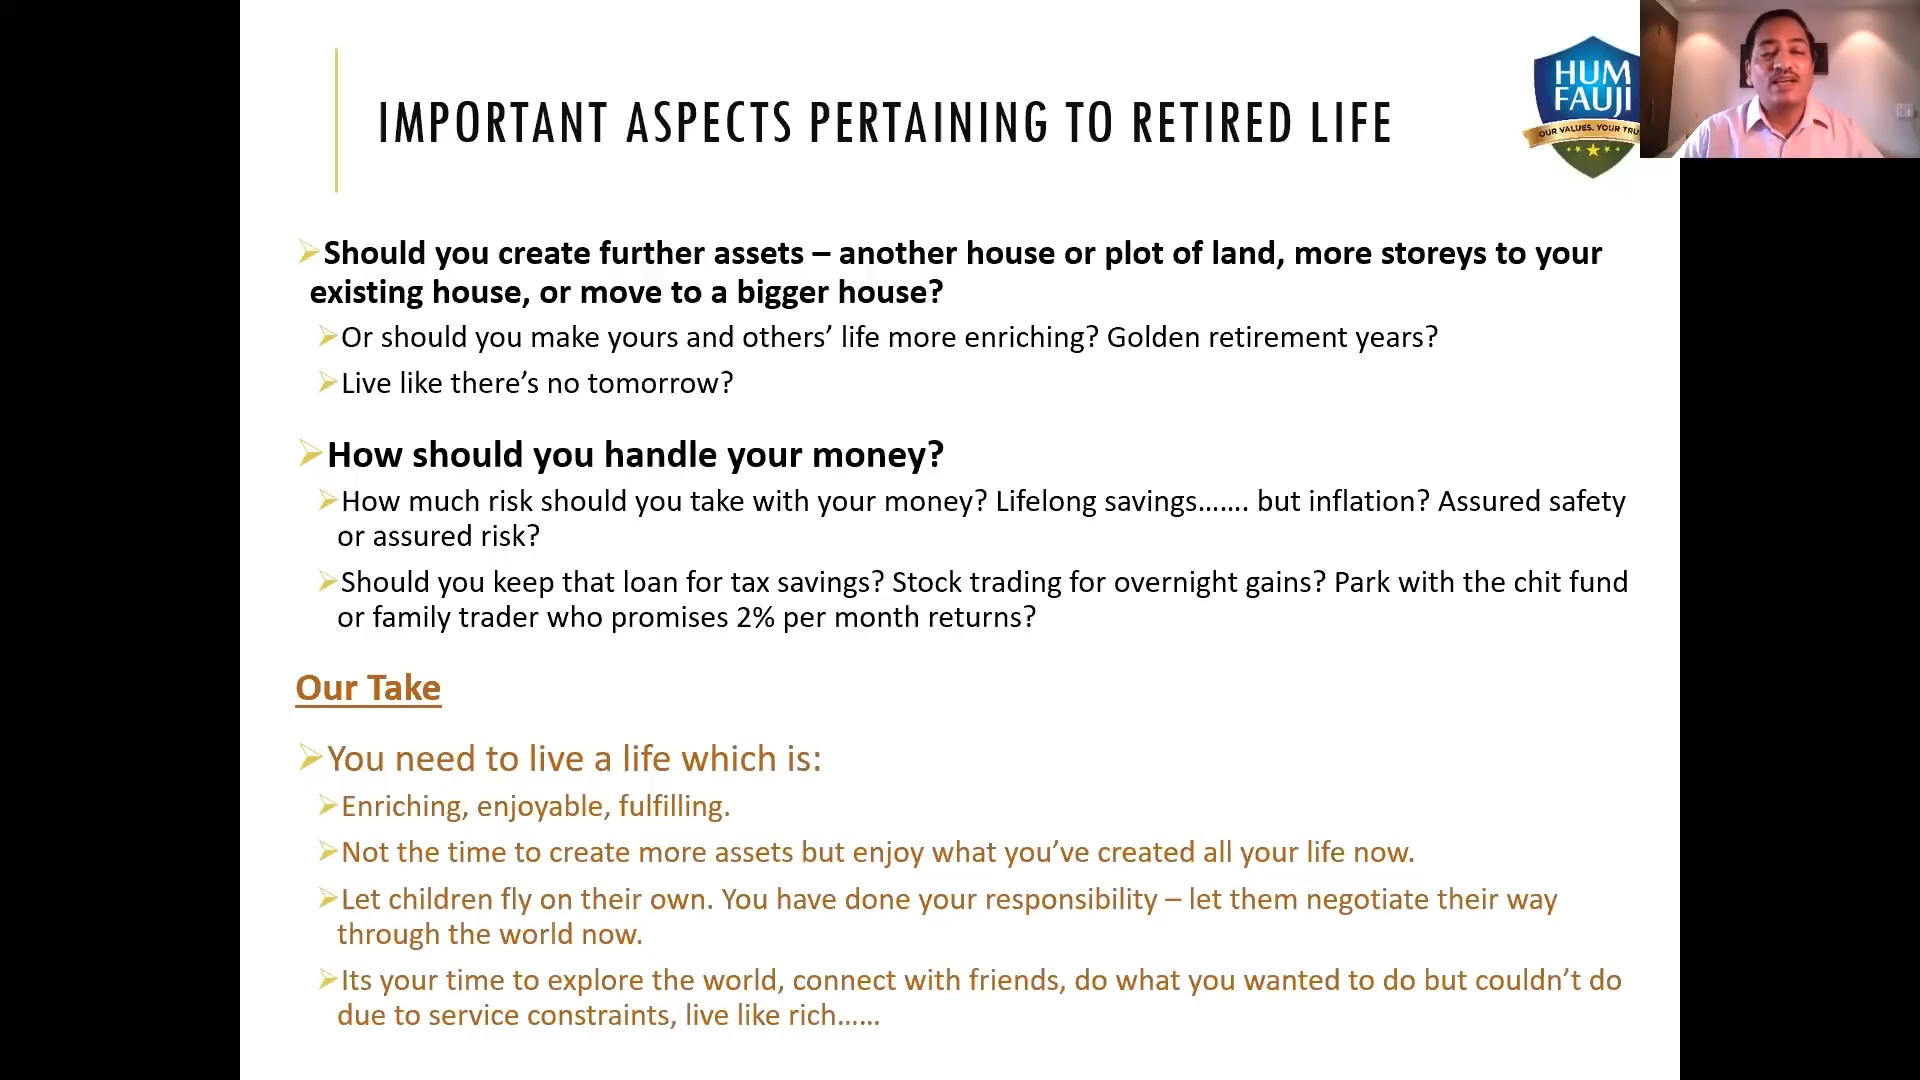 IMPORTANT ASPECTS PERTAINING TO RETIRED LIFE
HUM
FAUJI
OUR VALUES. YOUR
➢Should you create further assets – another house or plot of land, more storeys to your
existing house, or move to a bigger house?
➢Or should you make yours and others’ life more enriching? Golden retirement years?
➢Live like there’s no tomorrow?
➢How should you handle your money?
➢How much risk should you take with your money? Lifelong savings……. but inflation? Assured safety
or assured risk?
➢Should you keep that loan for tax savings? Stock trading for overnight gains? Park with the chit fund
or family trader who promises 2% per month returns?
Our Take
➢You need to live a life which is:
➢Enriching, enjoyable, fulfilling.
➢Not the time to create more assets but enjoy what you’ve created all your life now.
➢Let children fly on their own. You have done your responsibility – let them negotiate their way
through the world now.
➢Its your time to explore the world, connect with friends, do what you wanted to do but couldn’t do
due to service constraints, live like rich……